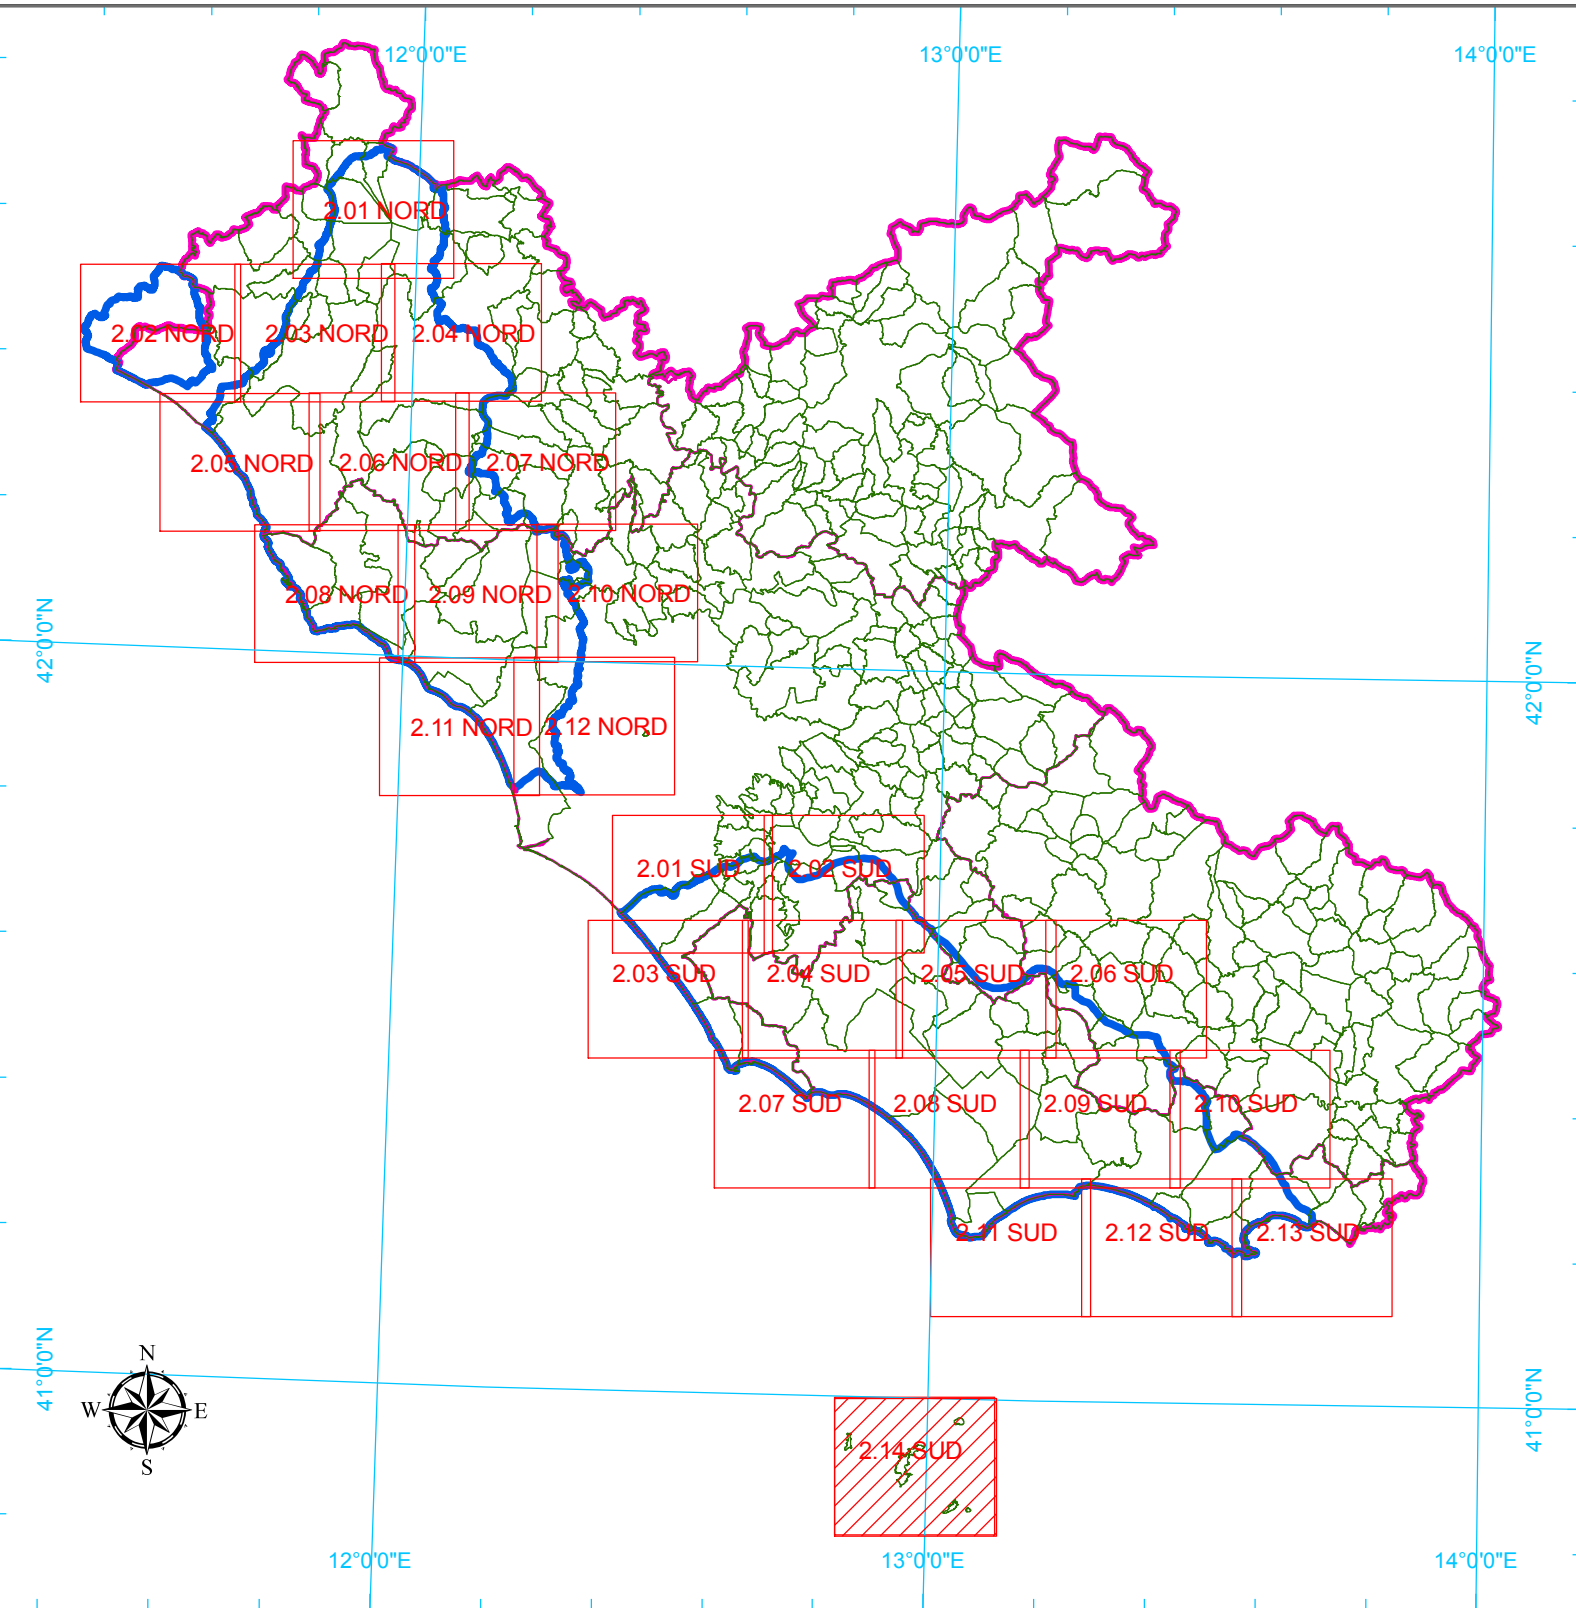 12°0'0"E
13°0'0"E
14°0'0"E
2.01 NORD
2.02 NORD
2.03 NORD
2.04 NORD
2.05 NORD
2.06 NORD
2.07 NORD
2.08 NORD
2.09 NORD
2.10 NORD
42°0'0"N
42°0'0"N
2.11 NORD
2.12 NORD
2.01 SUD
2.02 SUD
2.03 SUD
2.04 SUD
2.05 SUD
2.06 SUD
2.07 SUD
2.08 SUD
2.09 SUD
2.10 SUD
2.11 SUD
2.12 SUD
2.13 SUD
41°0'0"N
41°0'0"N
N
W
E
S
2.14 SUD
12°0'0"E
13°0'0"E
14°0'0"E